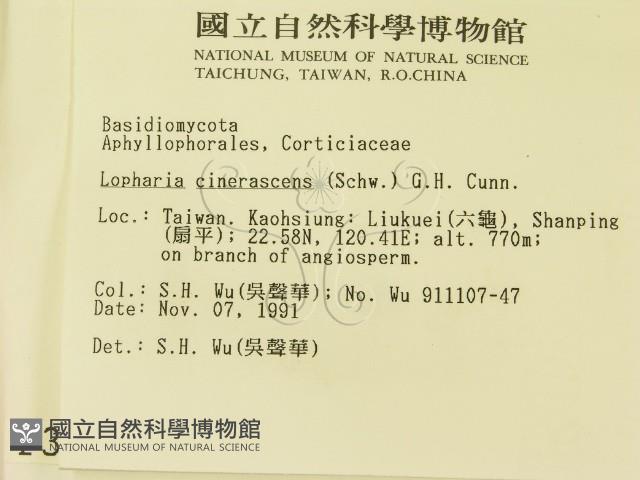 國立自然科學博物館
NATIONAL MUSEUM OF NATURAL SCIENCE
TAICHUNG, TAIWAN, R.O.CHINA
Basidiomycota
Aphyllophorales, Corticiaceae
Lopharia cinerascens (Schw.) G.H. Cunn.
Loc.: Taiwan. Kaohsiung: Liukuei(六龜), Shanping
(扇平); 22.58N, 120.41E; alt. 770m;
on branch of angiosperm.
Col.: S.H. Wu(吳聲華); No. Wu 911107-47
Date: Nov. 07, 1991
Det.: S.H. Wu(吳聲華)
國立自然科學博物館
NATIONAL MUSEUM OF NATURAL SCIENCE